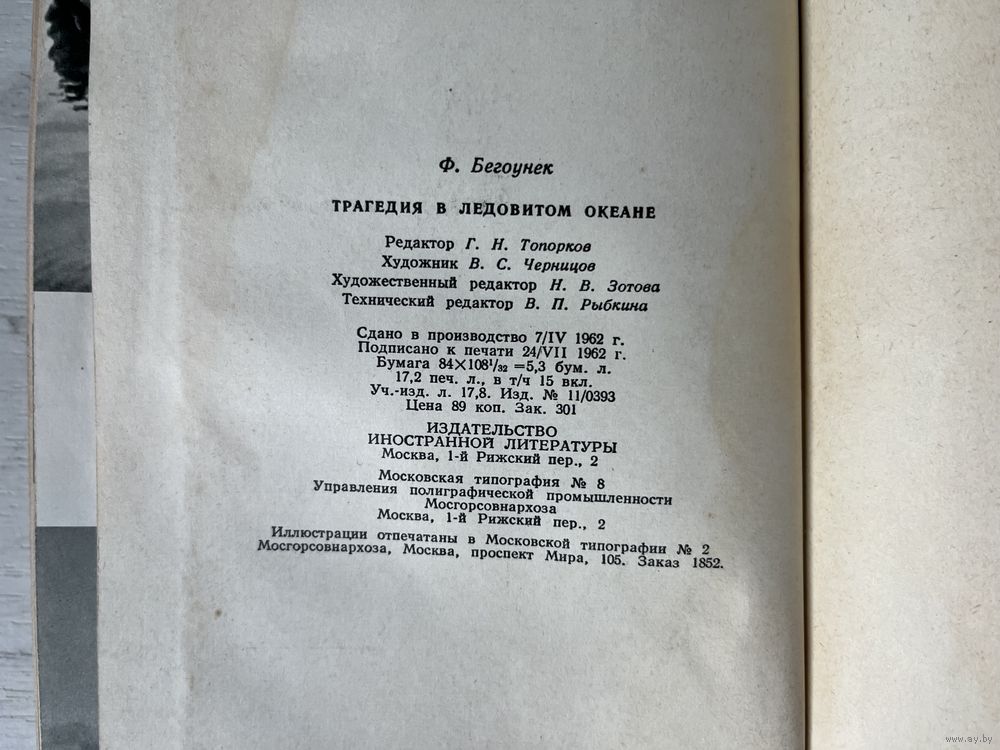 Ф. Бегоунек
ТРАГЕДИЯ В ЛЕДОВИТОМ ОКЕАНЕ
Редактор Г. Н. Топорков
Художник В. С. Черницов
Художественный редактор Н. В. Зотова
Технический редактор В. П. Рыбкина
Сдано в производство 7/IV 1962 г.
Подписано к печати 24/VII 1962 г.
Бумага 84×108¹/₃₂ =5,3 бум. л.
17,2 печ. л., в т/ч 15 вкл.
Уч.-изд. л. 17,8. Изд. № 11/0393
Цена 89 коп. Зак. 301
ИЗДАТЕЛЬСТВО
ИНОСТРАННОЙ ЛИТЕРАТУРЫ
Москва, 1-й Рижский пер., 2
Московская типография № 8
Управления полиграфической промышленности
Мосгорсовнархоза
Москва, 1-й Рижский пер., 2
Иллюстрации отпечатаны в Московской типографии № 2
Мосгорсовнархоза, Москва, проспект Мира, 105. Заказ 1852.
www.ay.by